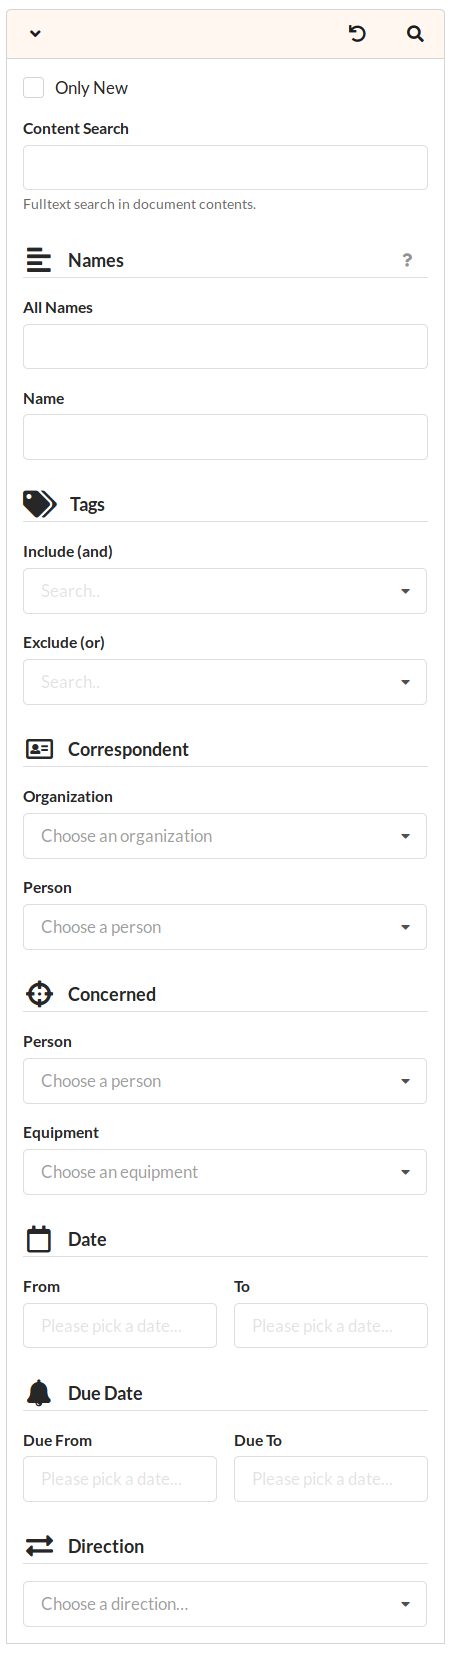 Only New
Content Search
Fulltext search in document contents.
Names ?
All Names
Name
Tags
Include (and)
Search..
Exclude (or)
Search..
Correspondent
Organization
Choose an organization
Person
Choose a person
Concerned
Person
Choose a person
Equipment
Choose an equipment
Date
From To
Please pick a date... Please pick a date...
Due Date
Due From Due To
Please pick a date... Please pick a date...
Direction
Choose a direction...